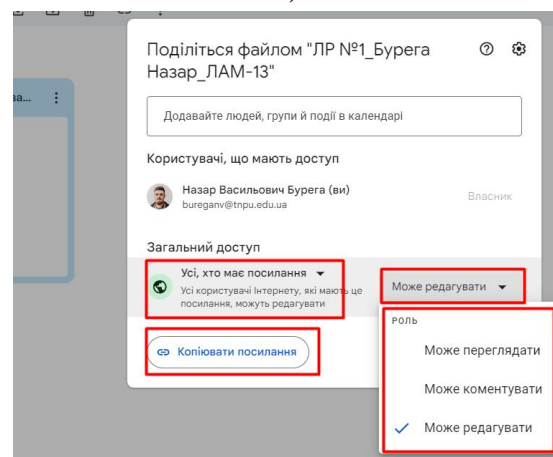 Поділіться файлом "ЛР №1_Бурега
Назар_ЛАМ-13"
ва...
Додавайте людей, групи й події в календарі
Користувачі, що мають доступ
Назар Васильович Бурега (ви)
bureganv@tnpu.edu.ua
Власник
Загальний доступ
Усі, хто має посилання
Усі користувачі Інтернету, які мають це
посилання, можуть редагувати
Може редагувати
РОЛЬ
Може переглядати
Може коментувати
Може редагувати
Копіювати посилання